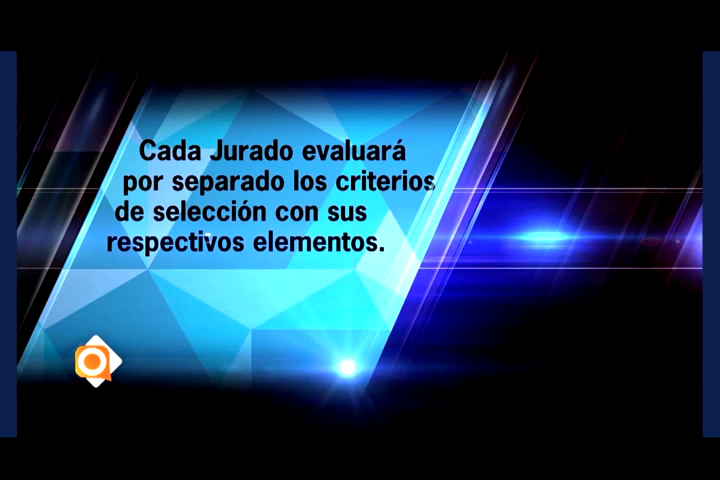 Cada Jurado evaluará
por separado los criterios
de selección con sus
respectivos elementos.